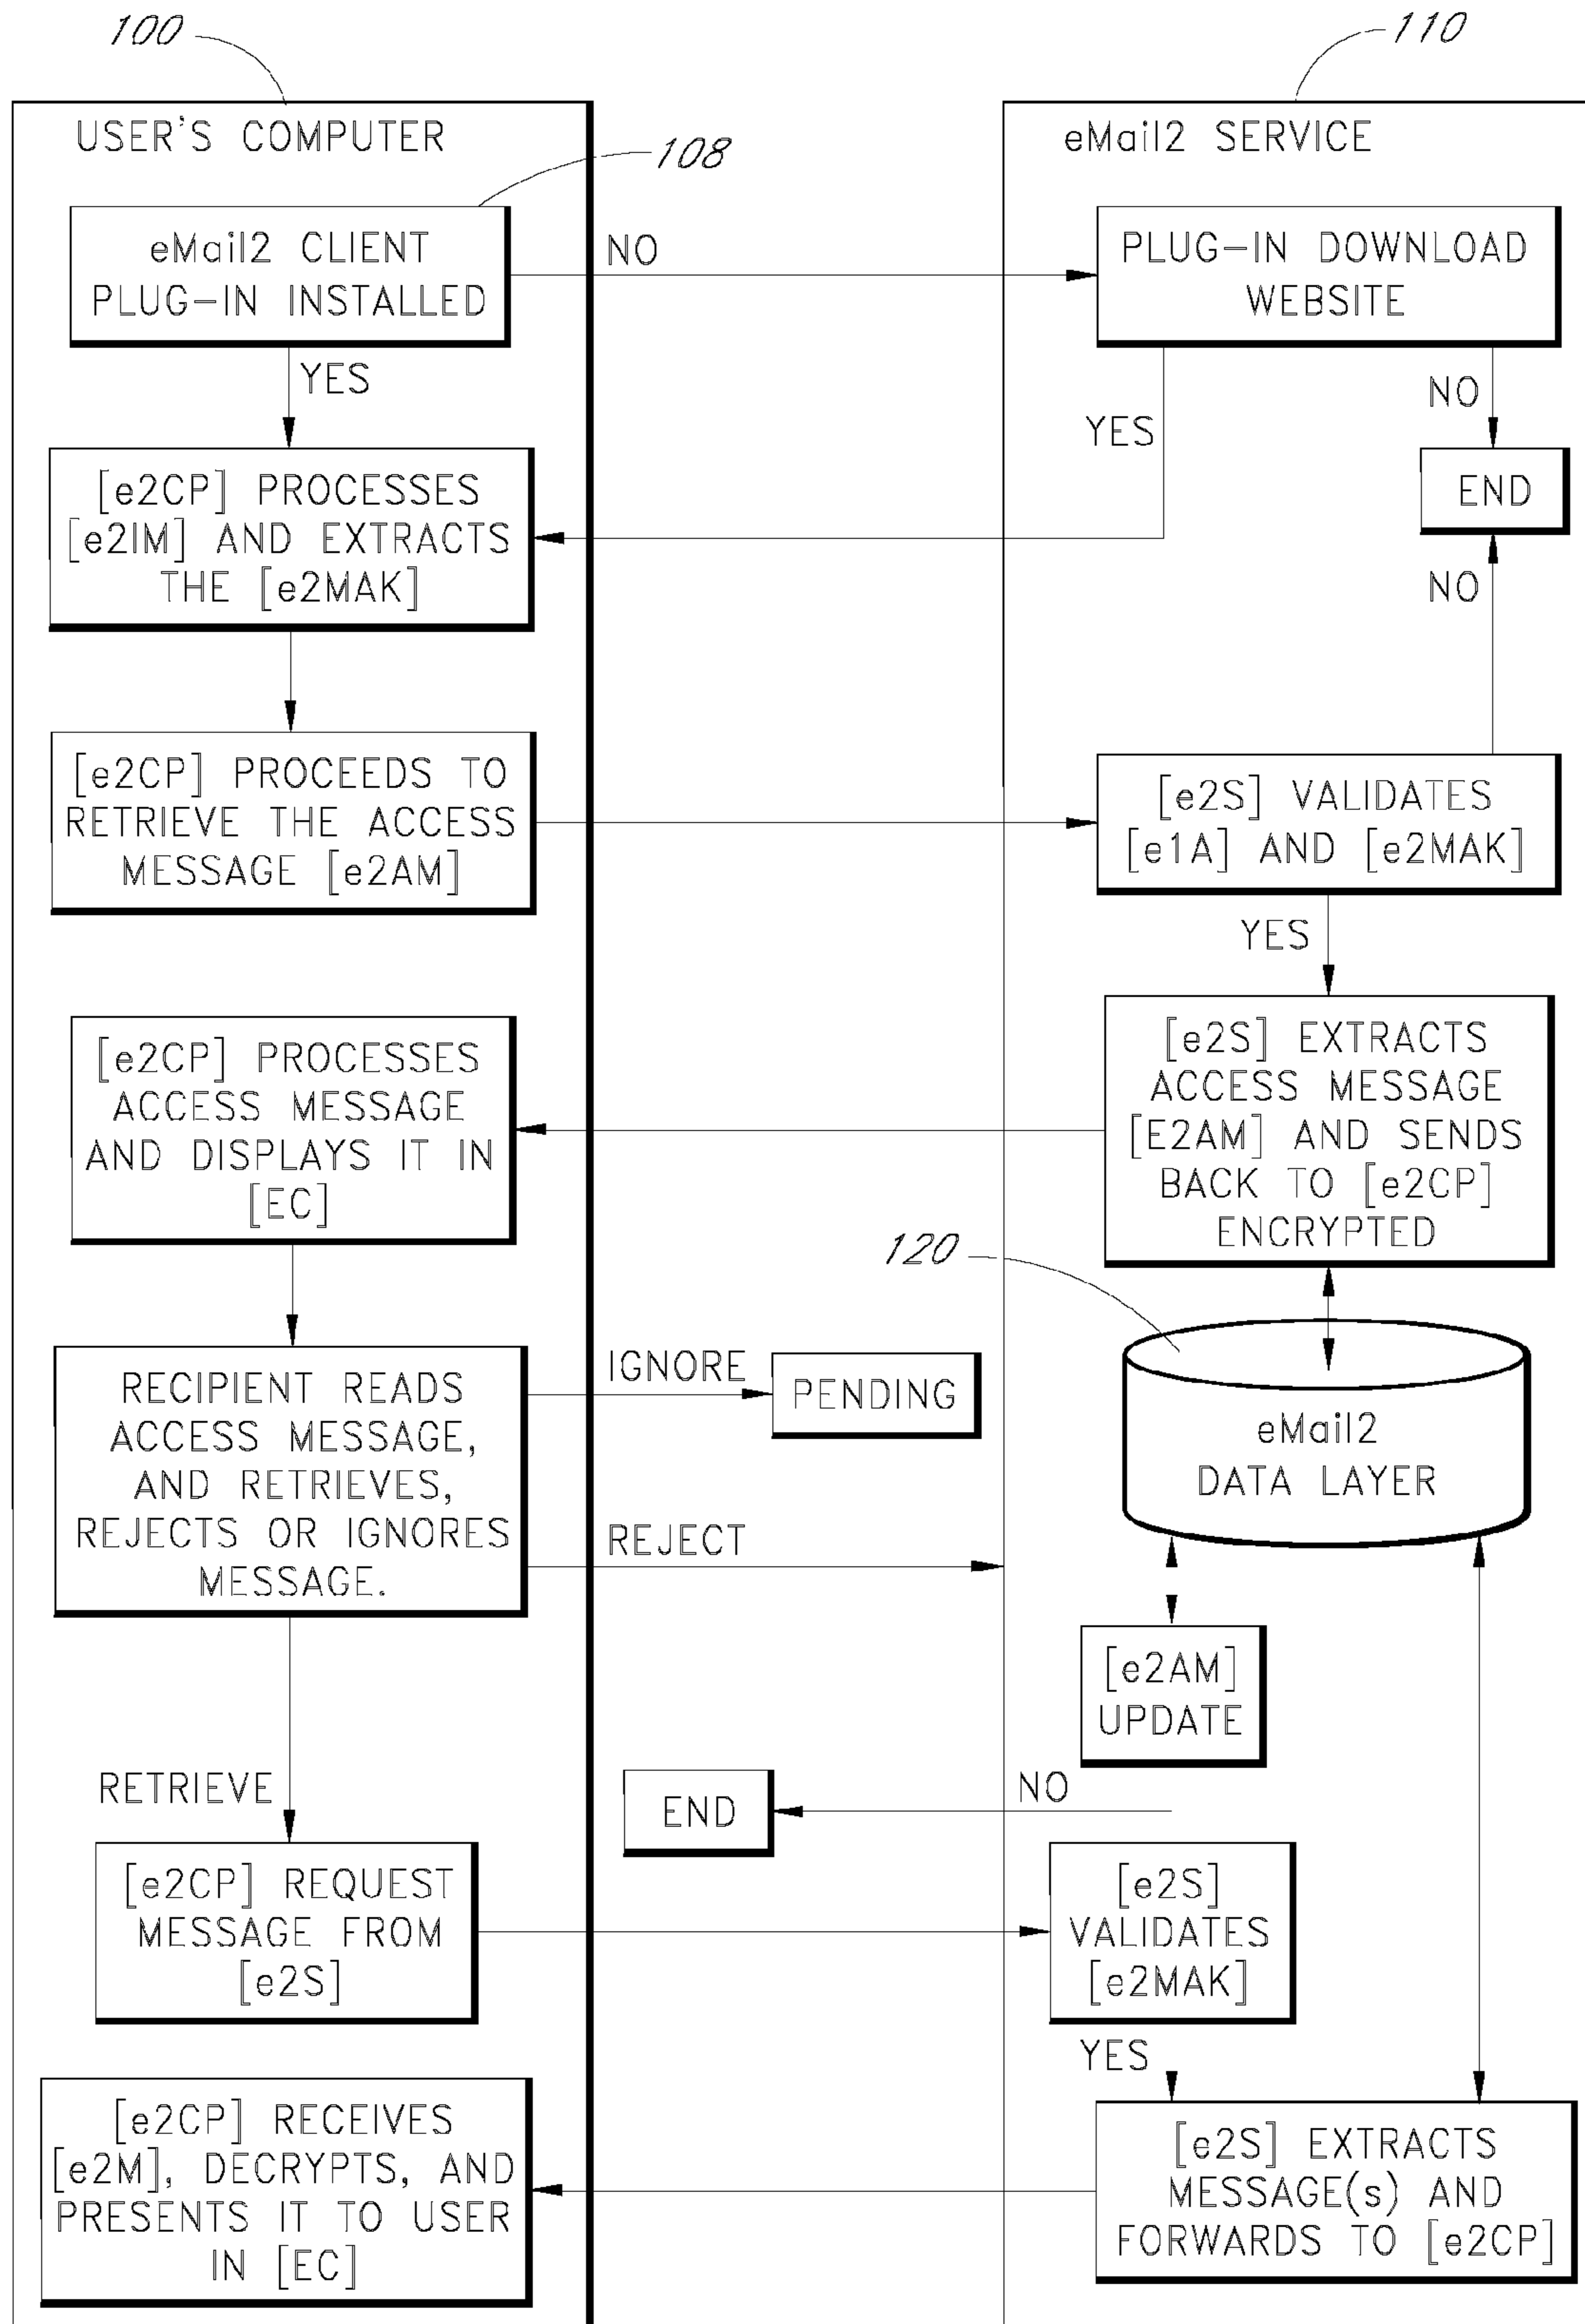 100
110
USER'S COMPUTER
eMail2 SERVICE
108
eMail2 CLIENT
PLUG-IN INSTALLED
NO
PLUG-IN DOWNLOAD
WEBSITE
YES
YES
NO
END
[e2CP] PROCESSES
[e2IM] AND EXTRACTS
THE [e2MAK]
NO
[e2CP] PROCEEDS TO
RETRIEVE THE ACCESS
MESSAGE [e2AM]
[e2S] VALIDATES
[e1A] AND [e2MAK]
YES
[e2CP] PROCESSES
ACCESS MESSAGE
AND DISPLAYS IT IN
[EC]
[e2S] EXTRACTS
ACCESS MESSAGE
[E2AM] AND SENDS
BACK TO [e2CP]
ENCRYPTED
120
RECIPIENT READS
ACCESS MESSAGE,
AND RETRIEVES,
REJECTS OR IGNORES
MESSAGE.
IGNORE
PENDING
eMail2
DATA LAYER
REJECT
[e2AM]
UPDATE
RETRIEVE
END
NO
[e2CP] REQUEST
MESSAGE FROM
[e2S]
[e2S]
VALIDATES
[e2MAK]
YES
[e2CP] RECEIVES
[e2M], DECRYPTS, AND
PRESENTS IT TO USER
IN [EC]
[e2S] EXTRACTS
MESSAGE(s) AND
FORWARDS TO [e2CP]